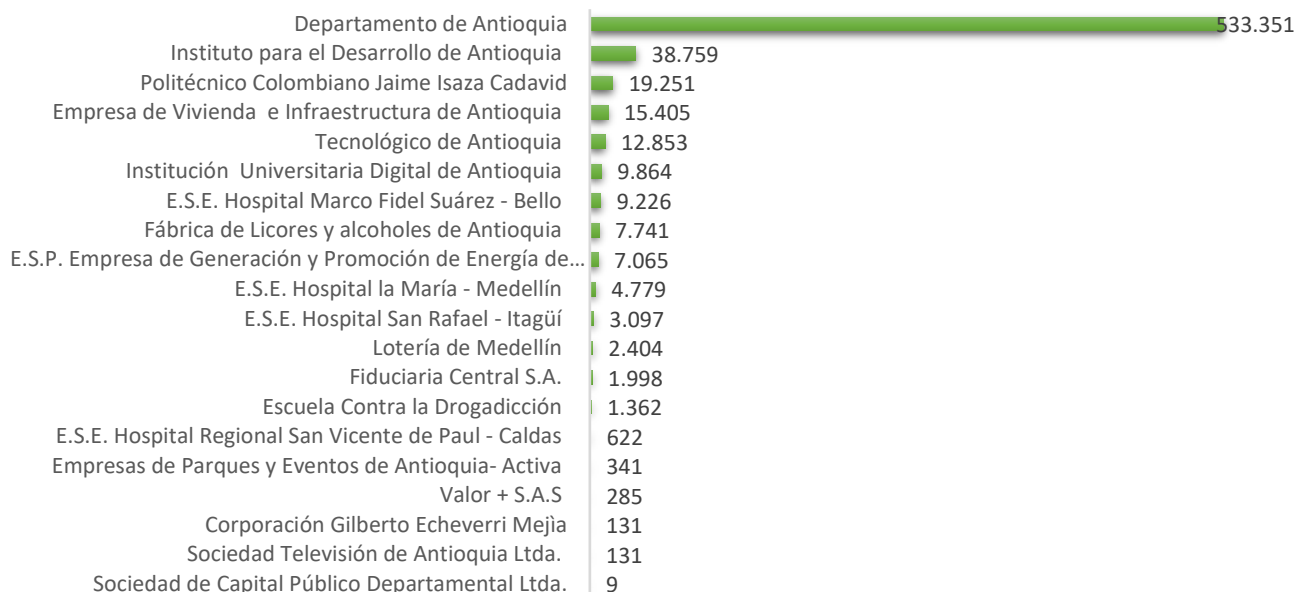 Departamento de Antioquia 533.351
Instituto para el Desarrollo de Antioquia 38.759
Politécnico Colombiano Jaime Isaza Cadavid 19.251
Empresa de Vivienda e Infraestructura de Antioquia 15.405
Tecnológico de Antioquia 12.853
Institución Universitaria Digital de Antioquia 9.864
E.S.E. Hospital Marco Fidel Suárez - Bello 9.226
Fábrica de Licores y alcoholes de Antioquia 7.741
E.S.P. Empresa de Generación y Promoción de Energía de... 7.065
E.S.E. Hospital la María - Medellín 4.779
E.S.E. Hospital San Rafael - Itagüí 3.097
Lotería de Medellín 2.404
Fiduciaria Central S.A. 1.998
Escuela Contra la Drogadicción 1.362
E.S.E. Hospital Regional San Vicente de Paul - Caldas 622
Empresas de Parques y Eventos de Antioquia- Activa 341
Valor + S.A.S 285
Corporación Gilberto Echeverri Mejìa 131
Sociedad Televisión de Antioquia Ltda. 131
Sociedad de Capital Público Departamental Ltda. 9